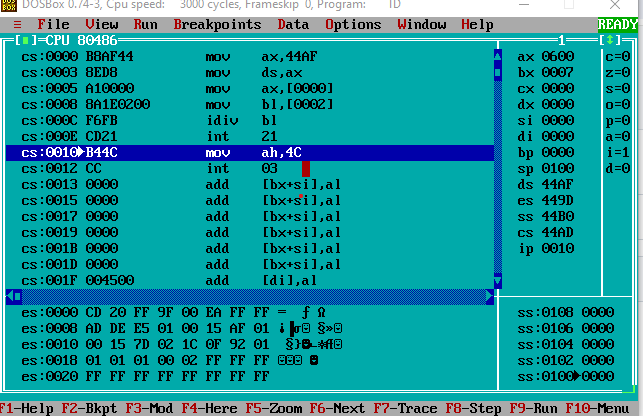 DOSBox 0.74-3, Cpu speed: 3000 cycles, Frameskip 0, Program: TD
≡ File View Run Breakpoints Data Options Window Help READY
[■]=CPU 80486 1 [↕]
cs:0000 B8AF44 mov ax,44AF ax 0600 c=0
cs:0003 8ED8 mov ds,ax bx 0007 z=0
cs:0005 A10000 mov ax,[0000] cx 0000 s=0
cs:0008 8A1E0200 mov bl,[0002] dx 0000 o=0
cs:000C F6FB idiv bl si 0000 p=0
cs:000E CD21 int 21 di 0000 a=0
cs:0010►B44C mov ah,4C bp 0000 i=1
cs:0012 CC int 03 sp 0100 d=0
cs:0013 0000 add [bx+si],al ds 44AF
cs:0015 0000 add [bx+si],al es 449D
cs:0017 0000 add [bx+si],al ss 44B0
cs:0019 0000 add [bx+si],al cs 44AD
cs:001B 0000 add [bx+si],al ip 0010
cs:001D 0000 add [bx+si],al
cs:001F 004500 add [di],al
es:0000 CD 20 FF 9F 00 EA FF FF = ƒ Ω ss:0108 0000
es:0008 AD DE E5 01 00 15 AF 01 ss:0106 0000
es:0010 00 15 7D 02 1C 0F 92 01 ss:0104 0000
es:0018 01 01 01 00 02 FF FF FF ss:0102 0000
es:0020 FF FF FF FF FF FF FF FF ss:0100►0000
F1-Help F2-Bkpt F3-Mod F4-Here F5-Zoom F6-Next F7-Trace F8-Step F9-Run F10-Menu